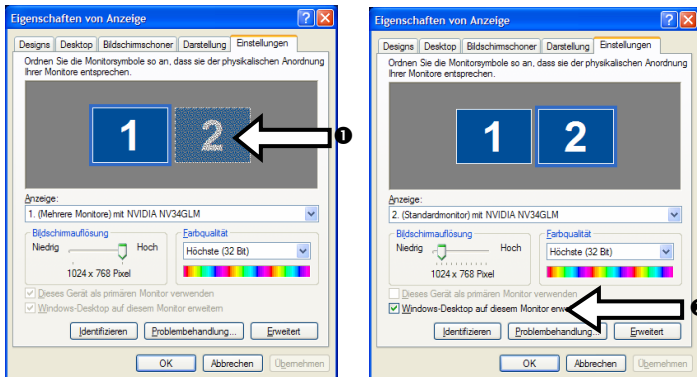 Eigenschaften von Anzeige
Designs Desktop Bildschirmschoner Darstellung Einstellungen
Ordnen Sie die Monitorsymbole so an, dass sie der physikalischen Anordnung
Ihrer Monitore entsprechen.
1 2
❶
Anzeige:
1. (Mehrere Monitore) mit NVIDIA NV34GLM
Bildschirmauflösung
Niedrig Hoch
1024 x 768 Pixel
Farbqualität
Höchste (32 Bit)
Dieses Gerät als primären Monitor verwenden
Windows-Desktop auf diesem Monitor erweitern
Identifizieren Problembehandlung... Erweitert
OK Abbrechen Übernehmen
Eigenschaften von Anzeige
Designs Desktop Bildschirmschoner Darstellung Einstellungen
Ordnen Sie die Monitorsymbole so an, dass sie der physikalischen Anordnung
Ihrer Monitore entsprechen.
1 2
Anzeige:
2. (Standardmonitor) mit NVIDIA NV34GLM
Bildschirmauflösung
Niedrig Hoch
1024 x 768 Pixel
Farbqualität
Höchste (32 Bit)
Dieses Gerät als primären Monitor verwenden
Windows-Desktop auf diesem Monitor
Identifizieren Problembehandlung... Erweitert
OK Abbrechen Übernehmen